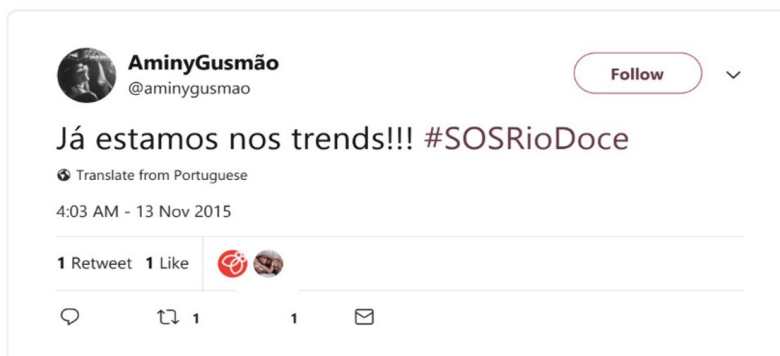 AminyGusmão
@aminygusmao
Follow
Já estamos nos trends!!! #SOSRioDoce
Translate from Portuguese
4:03 AM - 13 Nov 2015
1 Retweet 1 Like
1 1